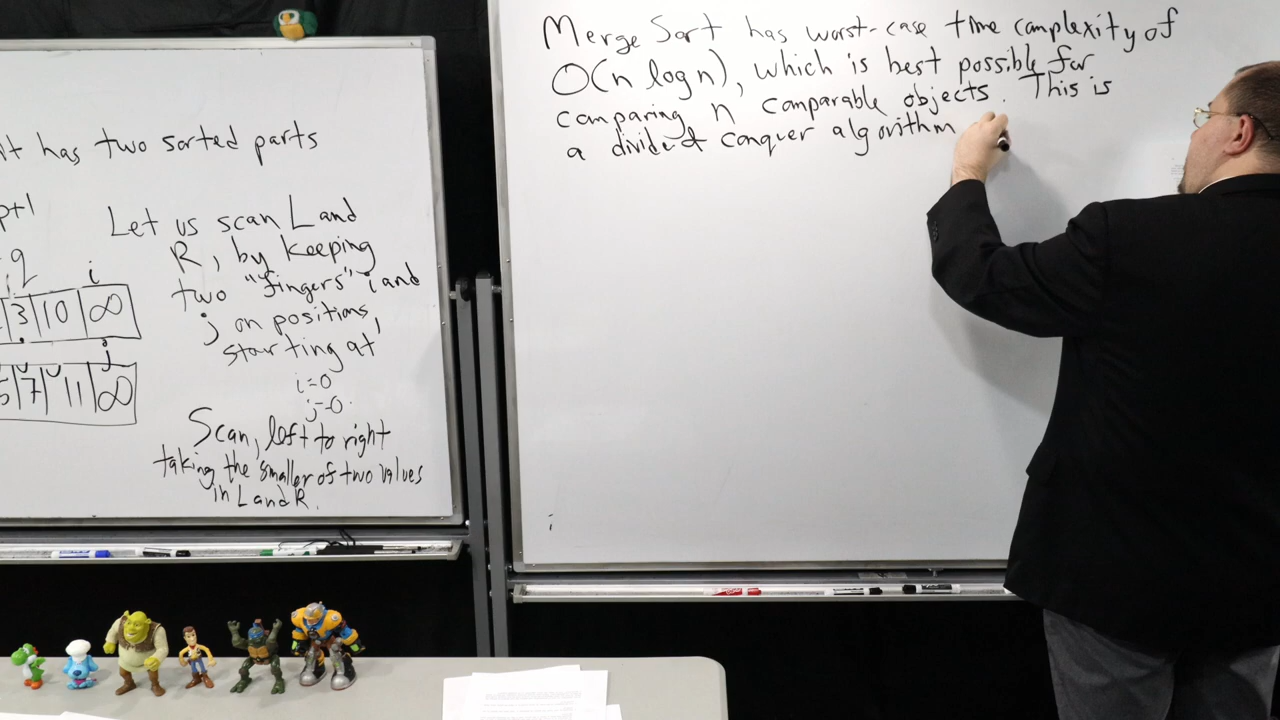 it has two sorted parts
p+1
q
i
3 10 ∞
j
5 7 11 ∞
Let us scan L and
R, by keeping
two "fingers" i and
j on positions,
starting at
i=0
j=0.
Scan, left to right
taking the smaller of two values
in L and R.
Merge Sort has worst-case time complexity of
O(n log n), which is best possible for
comparing n comparable objects. This is
a divide & conquer algorithm